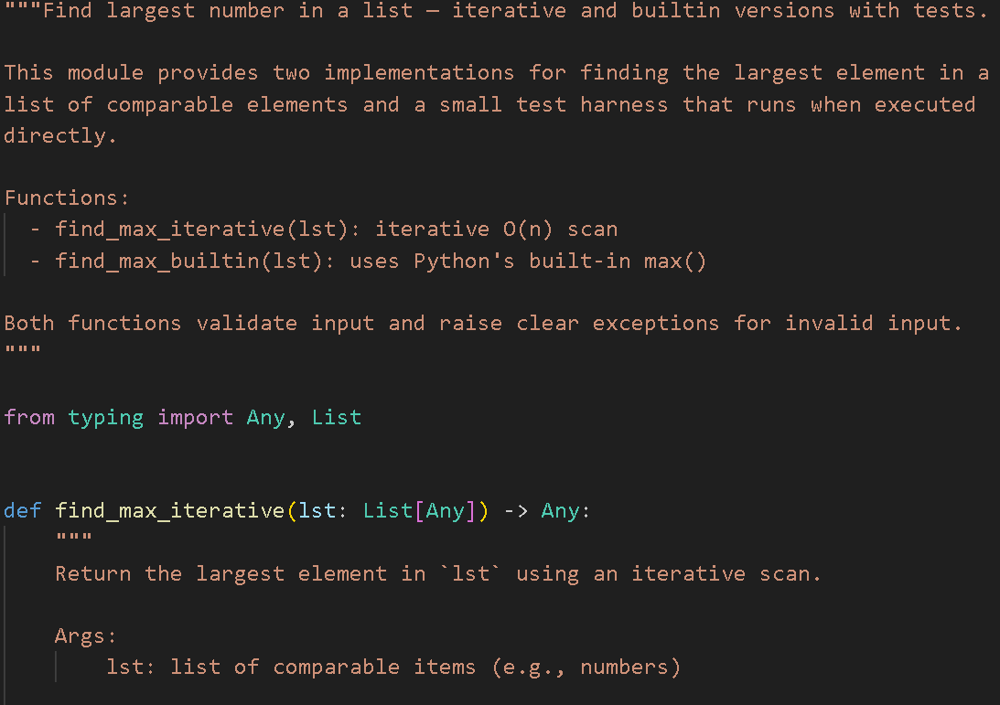 """Find largest number in a list — iterative and builtin versions with tests.

This module provides two implementations for finding the largest element in a
list of comparable elements and a small test harness that runs when executed
directly.

Functions:
  - find_max_iterative(lst): iterative O(n) scan
  - find_max_builtin(lst): uses Python's built-in max()

Both functions validate input and raise clear exceptions for invalid input.
"""

from typing import Any, List


def find_max_iterative(lst: List[Any]) -> Any:
    """
    Return the largest element in `lst` using an iterative scan.

    Args:
        lst: list of comparable items (e.g., numbers)